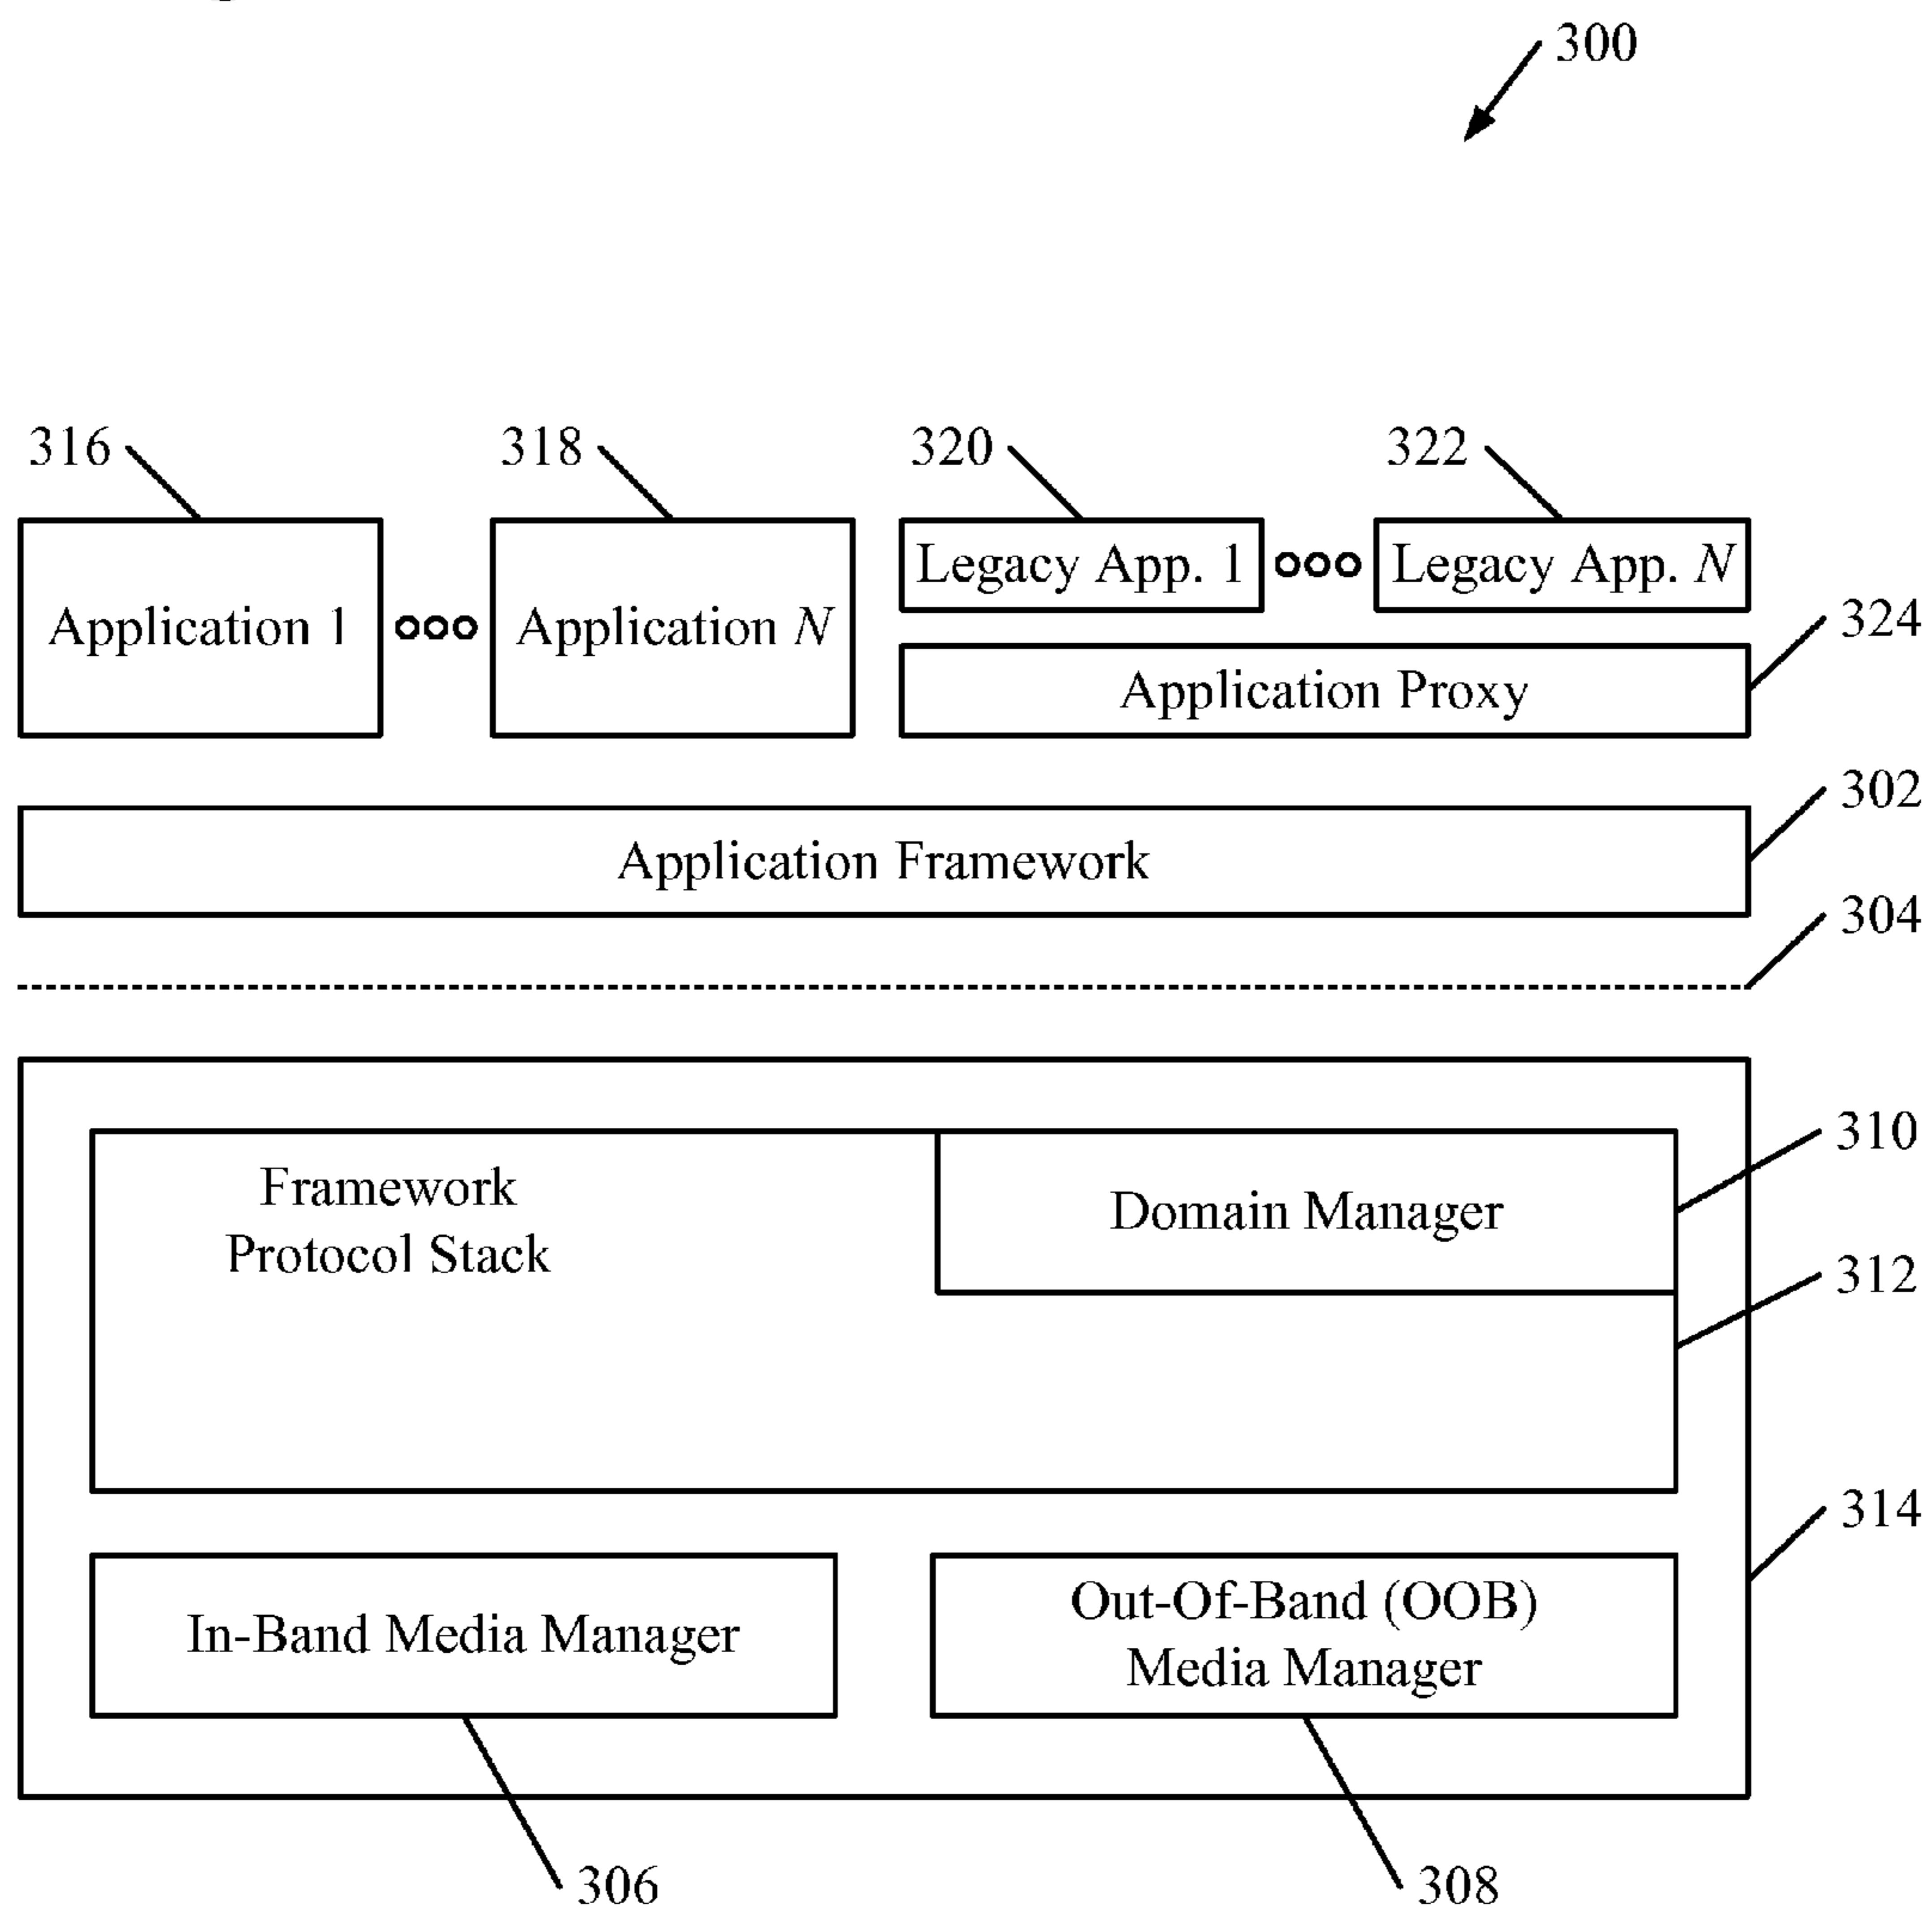 300
316
318
320
322
Application 1
Application N
Legacy App. 1
Legacy App. N
324
Application Proxy
302
Application Framework
304
310
Framework
Protocol Stack
Domain Manager
312
314
In-Band Media Manager
Out-Of-Band (OOB)
Media Manager
306
308